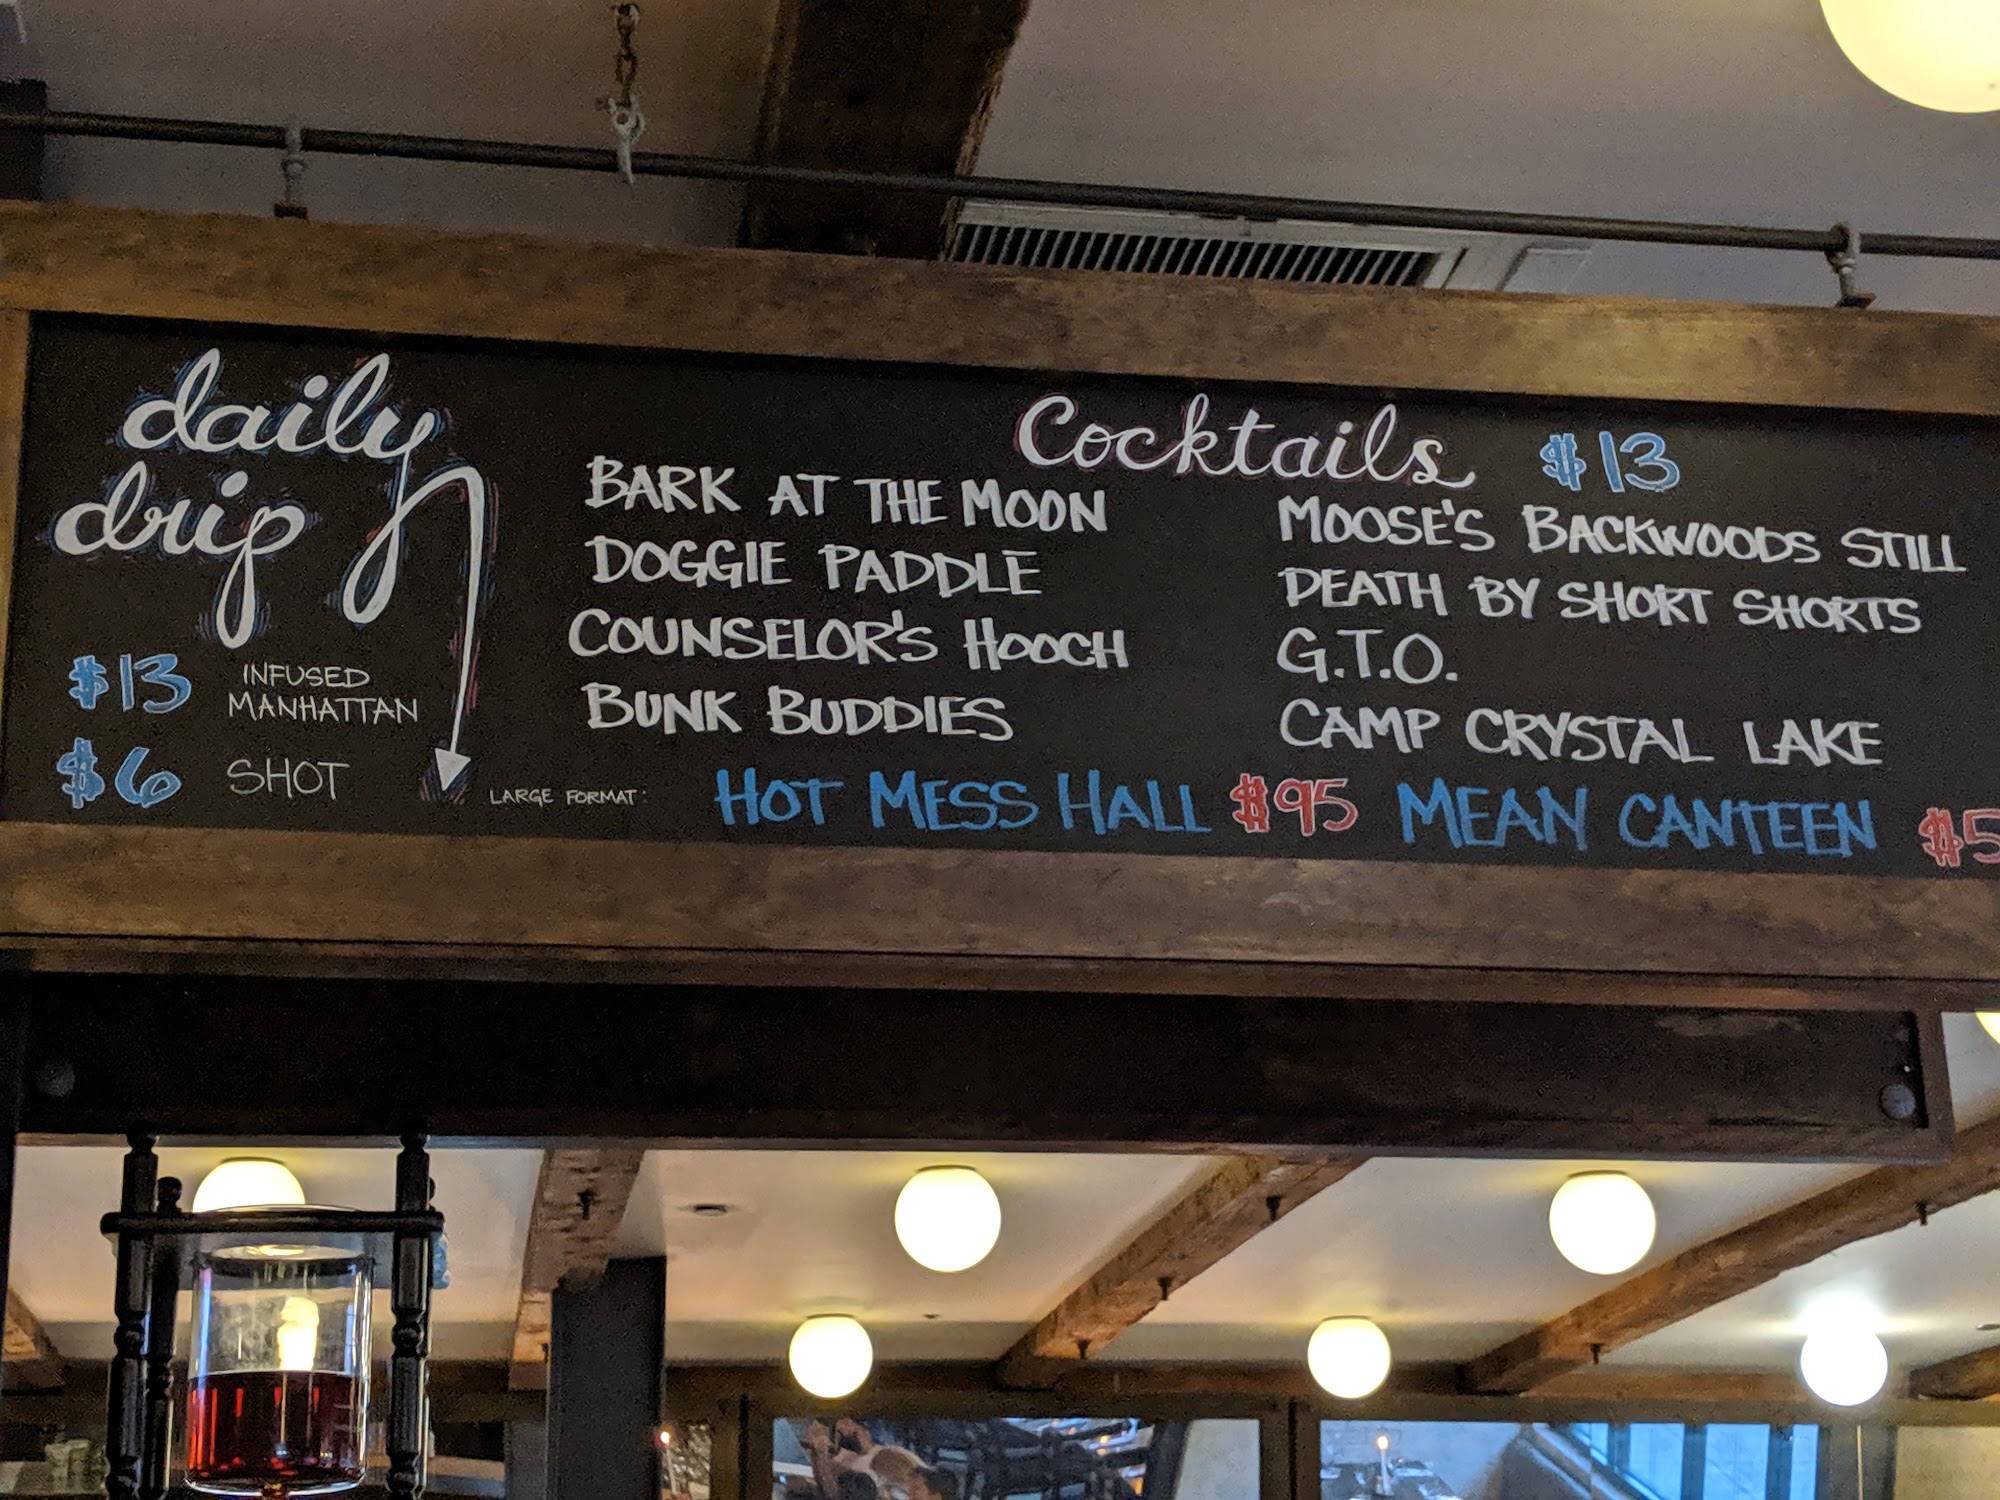 daily
drip
$13 INFUSED
MANHATTAN
$6 SHOT
Cocktails $13
BARK AT THE MOON
DOGGIE PADDLE
COUNSELOR'S HOOCH
BUNK BUDDIES
MOOSE'S BACKWOODS STILL
DEATH BY SHORT SHORTS
G.T.O.
CAMP CRYSTAL LAKE
LARGE FORMAT: HOT MESS HALL $95 MEAN CANTEEN $5